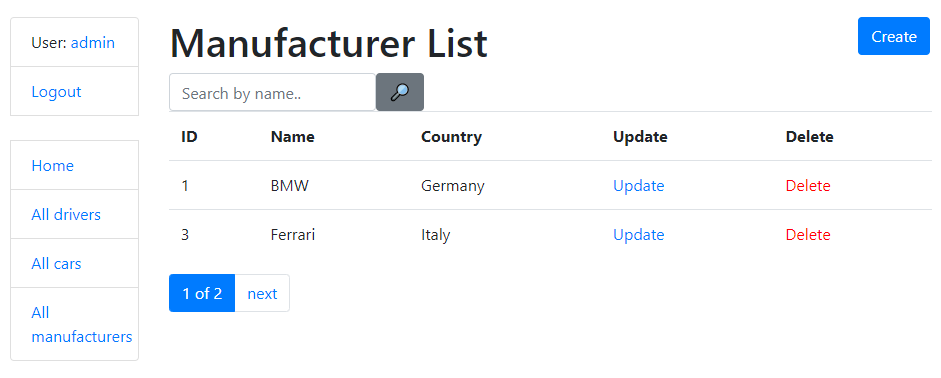 User: admin
Logout
Home
All drivers
All cars
All
manufacturers
Manufacturer List
Create
Search by name..
ID Name Country Update Delete
1 BMW Germany Update Delete
3 Ferrari Italy Update Delete
1 of 2 next